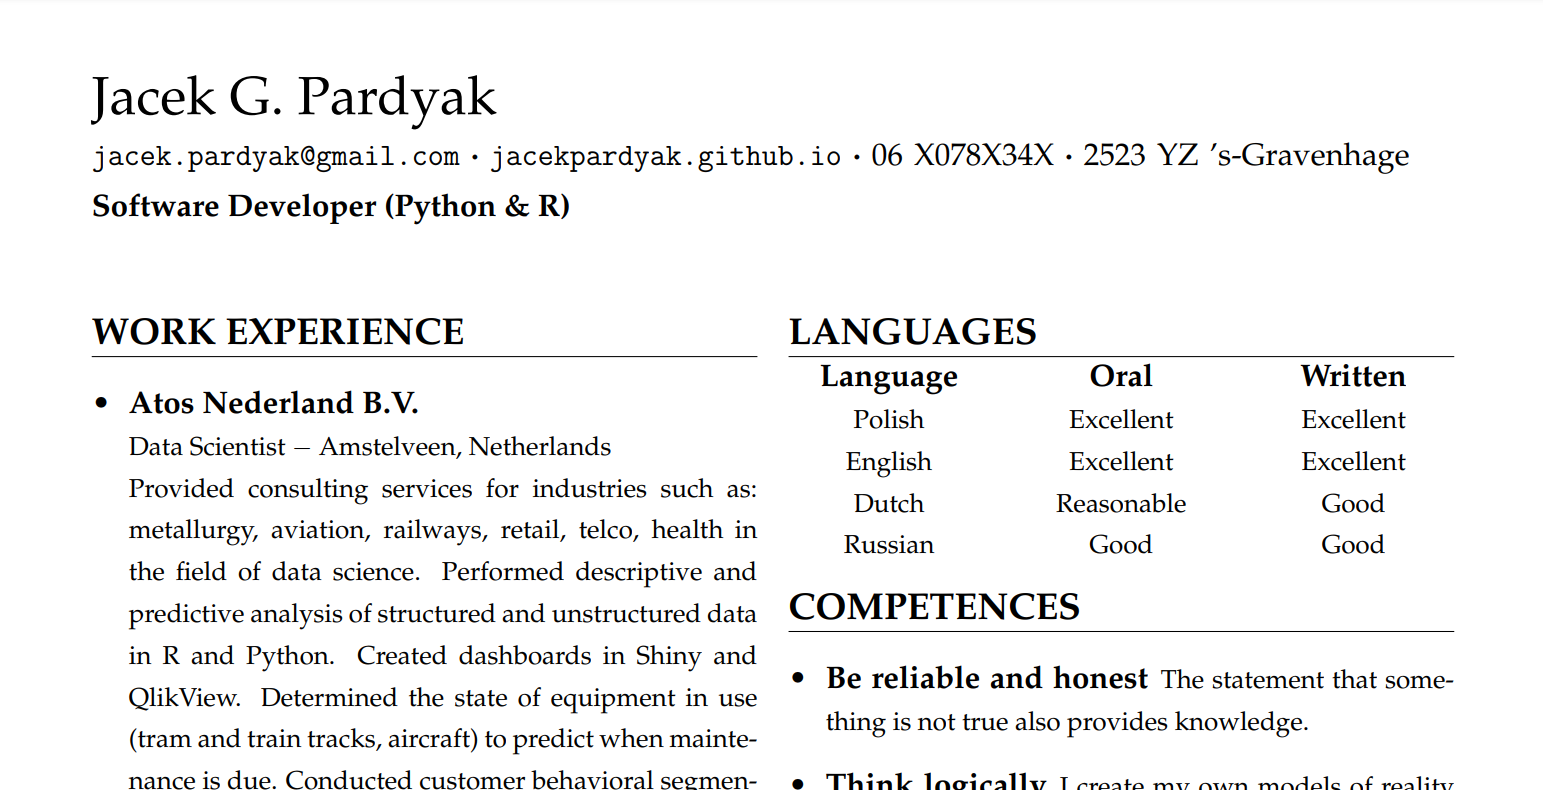 Jacek G. Pardyak
jacek.pardyak@gmail.com · jacekpardyak.github.io · 06 X078X34X · 2523 YZ ’s-Gravenhage
Software Developer (Python & R)
WORK EXPERIENCE
• Atos Nederland B.V.
Data Scientist – Amstelveen, Netherlands
Provided consulting services for industries such as:
metallurgy, aviation, railways, retail, telco, health in
the field of data science. Performed descriptive and
predictive analysis of structured and unstructured data
in R and Python. Created dashboards in Shiny and
QlikView. Determined the state of equipment in use
(tram and train tracks, aircraft) to predict when mainte-
nance is due. Conducted customer behavioral segmen-
LANGUAGES
Language Oral Written
Polish Excellent Excellent
English Excellent Excellent
Dutch Reasonable Good
Russian Good Good
COMPETENCES
• Be reliable and honest The statement that some-
thing is not true also provides knowledge.
• Think logically I create my own models of reality